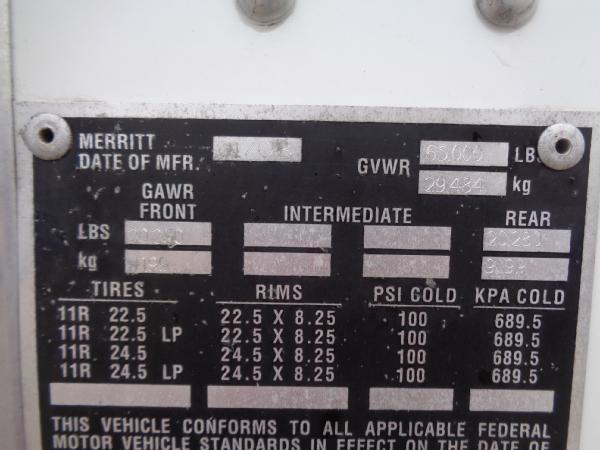 MERRITT
DATE OF MFR. GVWR 65,000 LBS
29,484 kg
GAWR
FRONT INTERMEDIATE REAR
LBS
kg
TIRES RIMS PSI COLD KPA COLD
11R 22.5 22.5 X 8.25 100 689.5
11R 22.5 LP 22.5 X 8.25 100 689.5
11R 24.5 24.5 X 8.25 100 689.5
11R 24.5 LP 24.5 X 8.25 100 689.5
THIS VEHICLE CONFORMS TO ALL APPLICABLE FEDERAL
MOTOR VEHICLE STANDARDS IN EFFECT ON THE DATE OF